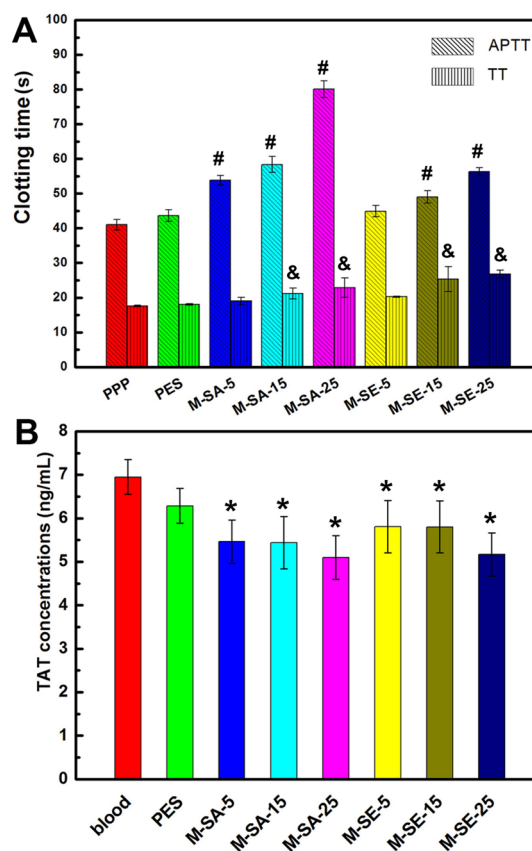 A
100
90
80
70
60
50
40
30
20
10
0
Clotting time(s)
APTT
TT
#
#
#
#
#
&
&
&
&
PPP
PES
M-SA-5
M-SA-15
M-SA-25
M-SE-5
M-SE-15
M-SE-25
B
8
7
6
5
4
3
2
1
0
TAT concentrations (ng/mL)
*
*
*
*
*
*
blood
PES
M-SA-5
M-SA-15
M-SA-25
M-SE-5
M-SE-15
M-SE-25